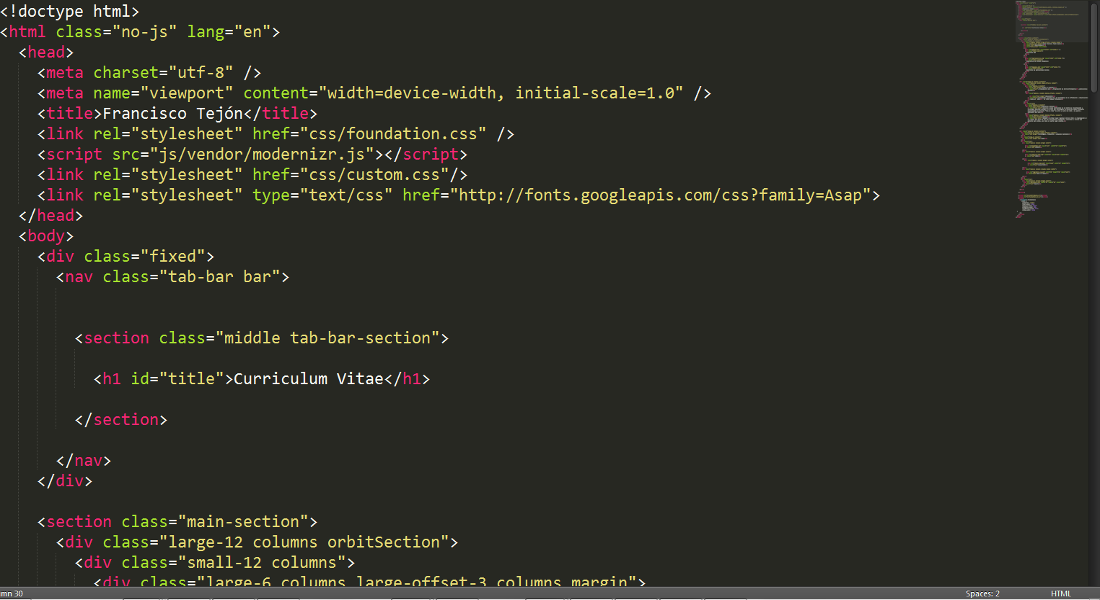 <!doctype html>
<html class="no-js" lang="en">
<head>
<meta charset="utf-8" />
<meta name="viewport" content="width=device-width, initial-scale=1.0" />
<title>Francisco Tejón</title>
<link rel="stylesheet" href="css/foundation.css" />
<script src="js/vendor/modernizr.js"></script>
<link rel="stylesheet" href="css/custom.css"/>
<link rel="stylesheet" type="text/css" href="http://fonts.googleapis.com/css?family=Asap">
</head>
<body>
<div class="fixed">
<nav class="tab-bar bar">
<section class="middle tab-bar-section">
<h1 id="title">Curriculum Vitae</h1>
</section>
</nav>
</div>
<section class="main-section">
<div class="large-12 columns orbitSection">
<div class="small-12 columns">
<div class="large-6 columns large-offset-3 columns margin">
mn 30
Spaces: 2
HTML